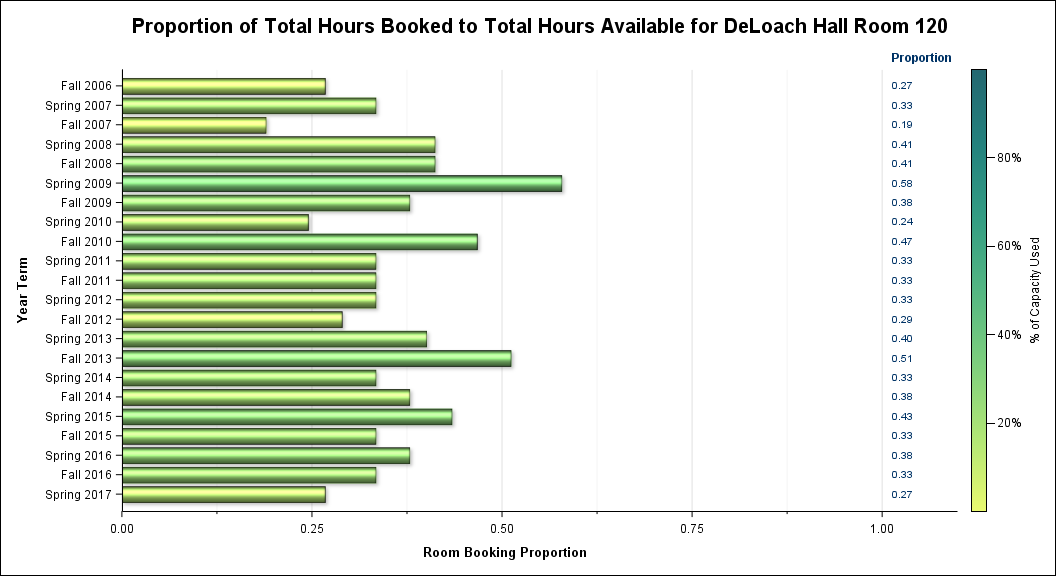 Proportion of Total Hours Booked to Total Hours Available for DeLoach Hall Room 120
Proportion
Fall 2006 0.27
Spring 2007 0.33
Fall 2007 0.19
Spring 2008 0.41
Fall 2008 0.41
Spring 2009 0.58
Fall 2009 0.38
Spring 2010 0.24
Fall 2010 0.47
Spring 2011 0.33
Fall 2011 0.33
Spring 2012 0.33
Fall 2012 0.29
Spring 2013 0.40
Fall 2013 0.51
Spring 2014 0.33
Fall 2014 0.38
Spring 2015 0.43
Fall 2015 0.33
Spring 2016 0.38
Fall 2016 0.33
Spring 2017 0.27
Year Term
0.00 0.25 0.50 0.75 1.00
Room Booking Proportion
80%
60%
40%
20%
% of Capacity Used